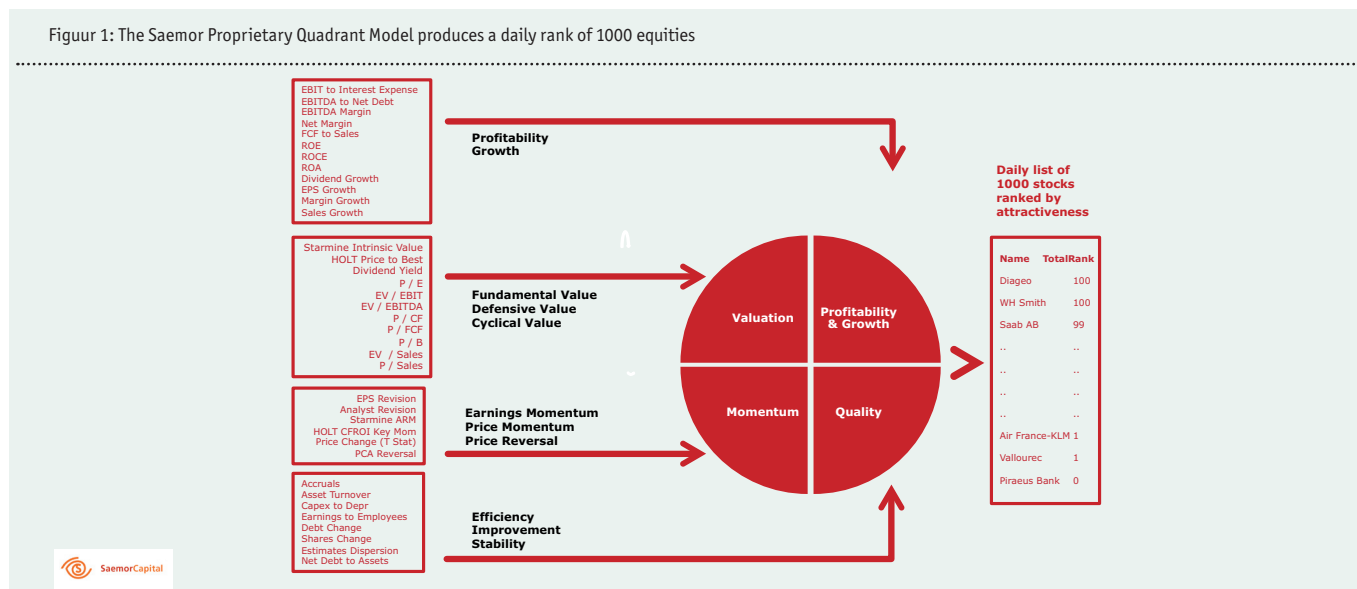 Figuur 1: The Saemor Proprietary Quadrant Model produces a daily rank of 1000 equities
EBIT to Interest Expense
EBITDA to Net Debt
EBITDA Margin
Net Margin
FCF to Sales
ROE
ROCE
ROA
Dividend Growth
EPS Growth
Margin Growth
Sales Growth
Profitability
Growth
Starmine Intrinsic Value
HOLT Price to Best
Dividend Yield
P / E
EV / EBIT
EV / EBITDA
P / CF
P / FCF
P / B
EV / Sales
P / Sales
Fundamental Value
Defensive Value
Cyclical Value
EPS Revision
Analyst Revision
Starmine ARM
HOLT CFROI Key Mom
Price Change (T Stat)
PCA Reversal
Earnings Momentum
Price Momentum
Price Reversal
Accruals
Asset Turnover
Capex to Depr
Earnings to Employees
Debt Change
Shares Change
Estimates Dispersion
Net Debt to Assets
Efficiency
Improvement
Stability
Valuation
Profitability
& Growth
Momentum
Quality
Daily list of
1000 stocks
ranked by
attractiveness
Name TotalRank
Diageo 100
WH Smith 100
Saab AB 99
.. ..
.. ..
.. ..
.. ..
Air France-KLM 1
Vallourec 1
Piraeus Bank 0
S SaemorCapital